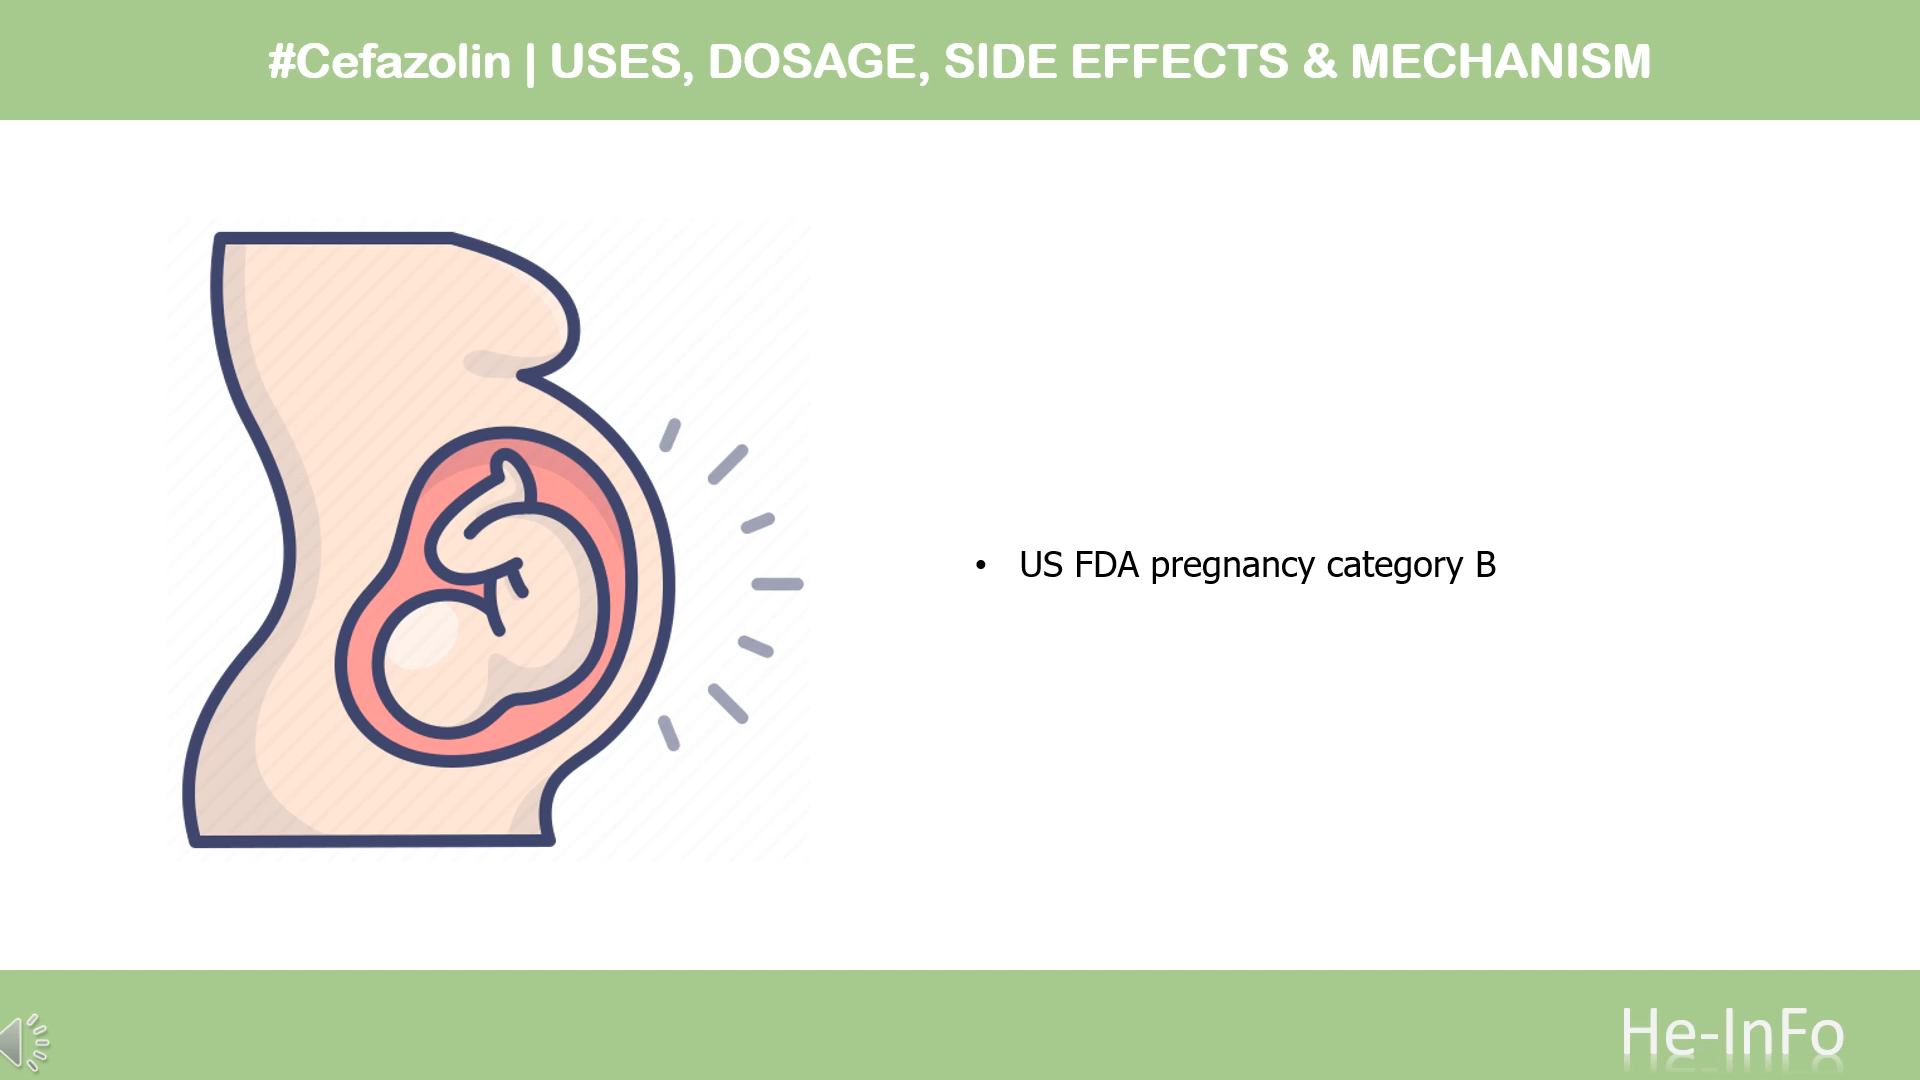 #Cefazolin | USES, DOSAGE, SIDE EFFECTS & MECHANISM
• US FDA pregnancy category B
He-InFo